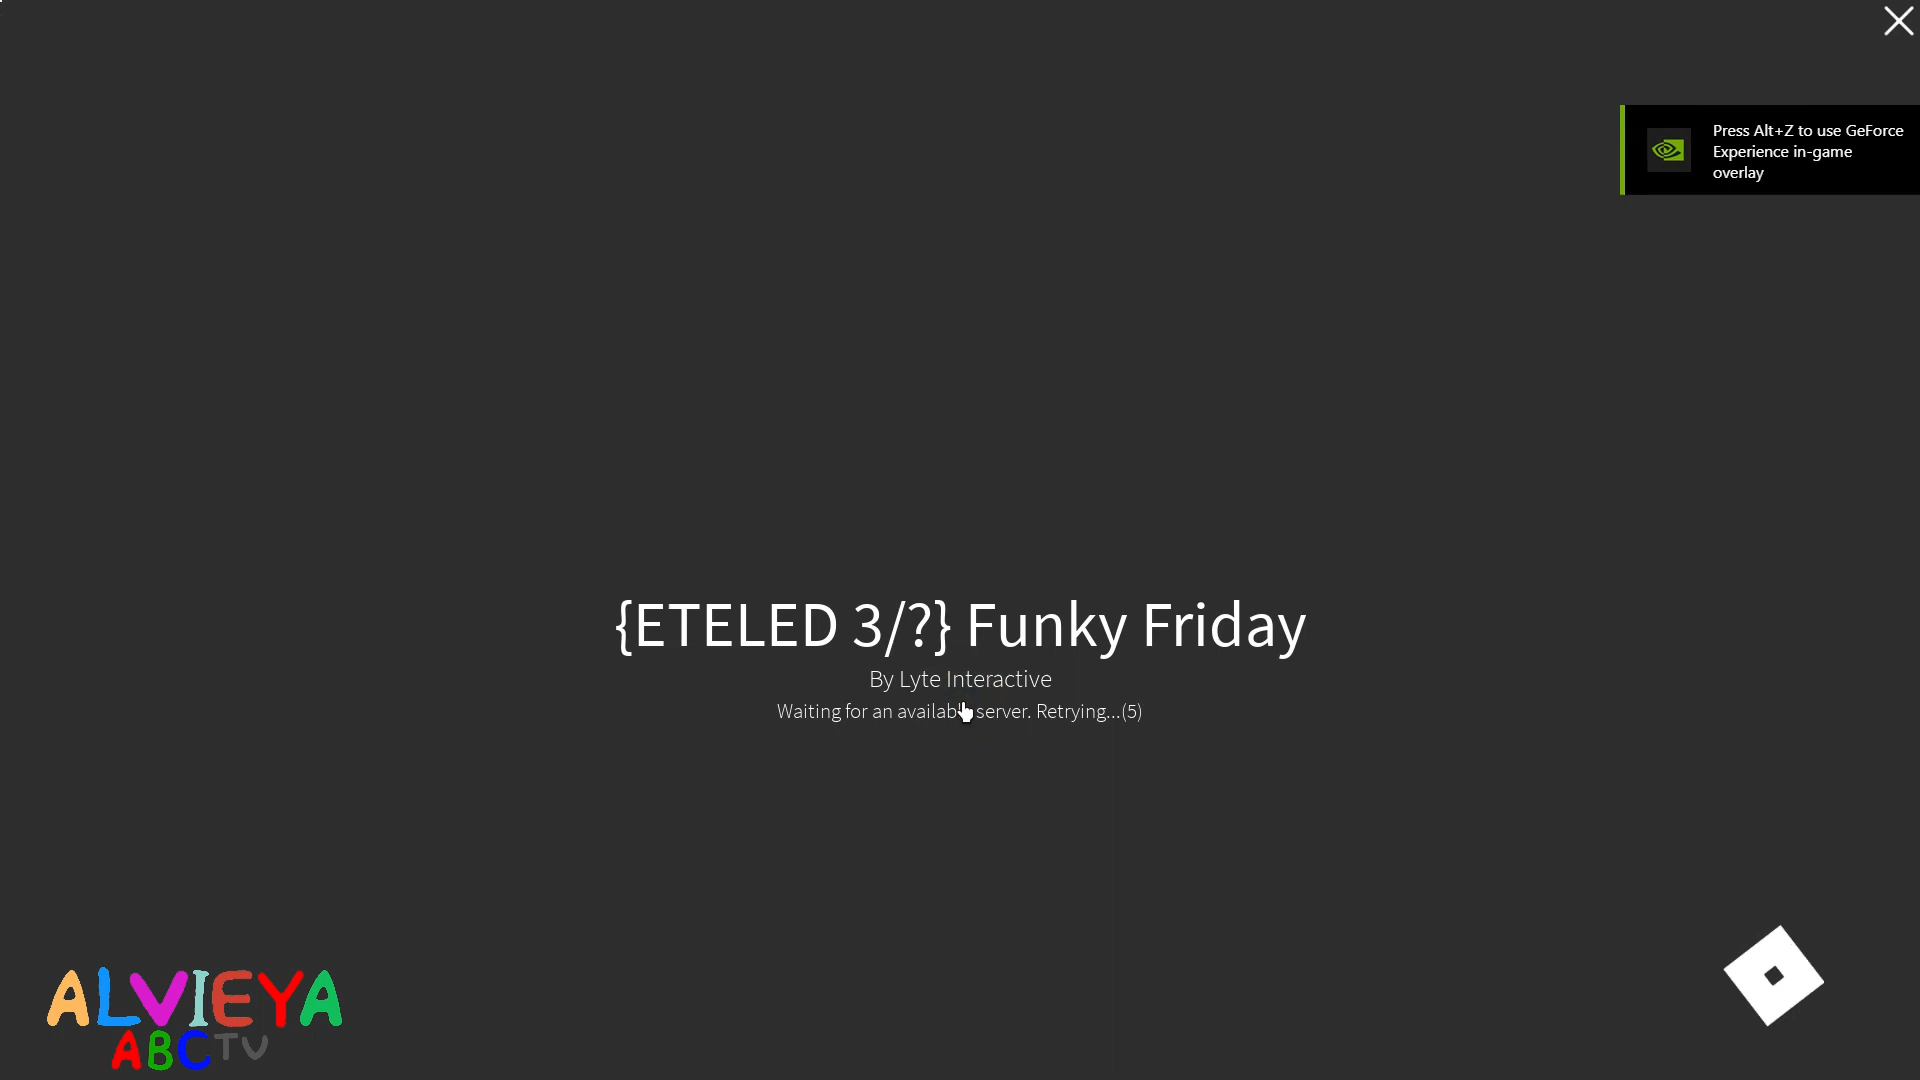 Press Alt+Z to use GeForce
Experience in-game
overlay
{ETELED 3/?} Funky Friday
By Lyte Interactive
Waiting for an availab server. Retrying...(5)
ALVIEYA
ABCTV